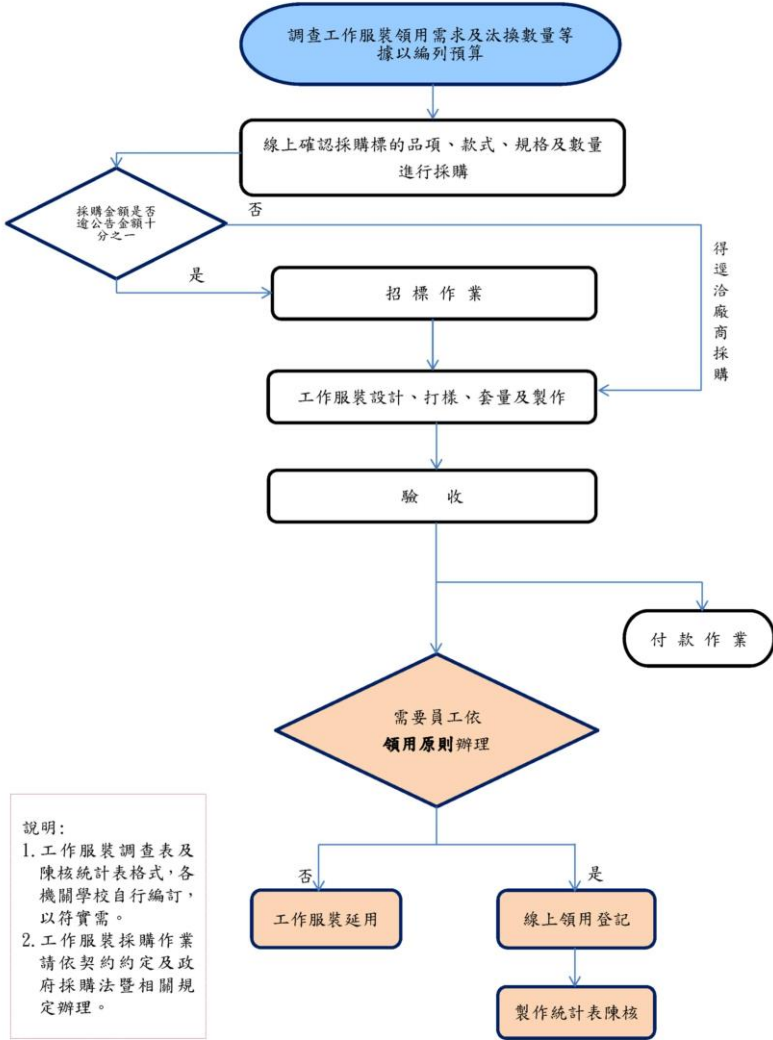 調查工作服裝領用需求及汰換數量等
據以編列預算
線上確認採購標的品項、款式、規格及數量
進行採購
採購金額是否
逾公告金額十
分之一
否
是
得逕洽廠商採購
招標作業
工作服裝設計、打樣、套量及製作
驗 收
付款作業
需要員工依
領用原則辦理
否
是
工作服裝延用
線上領用登記
製作統計表陳核
說明:
1. 工作服裝調查表及
陳核統計表格式，各
機關學校自行編訂，
以符實需。
2. 工作服裝採購作業
請依契約約定及政
府採購法暨相關規
定辦理。